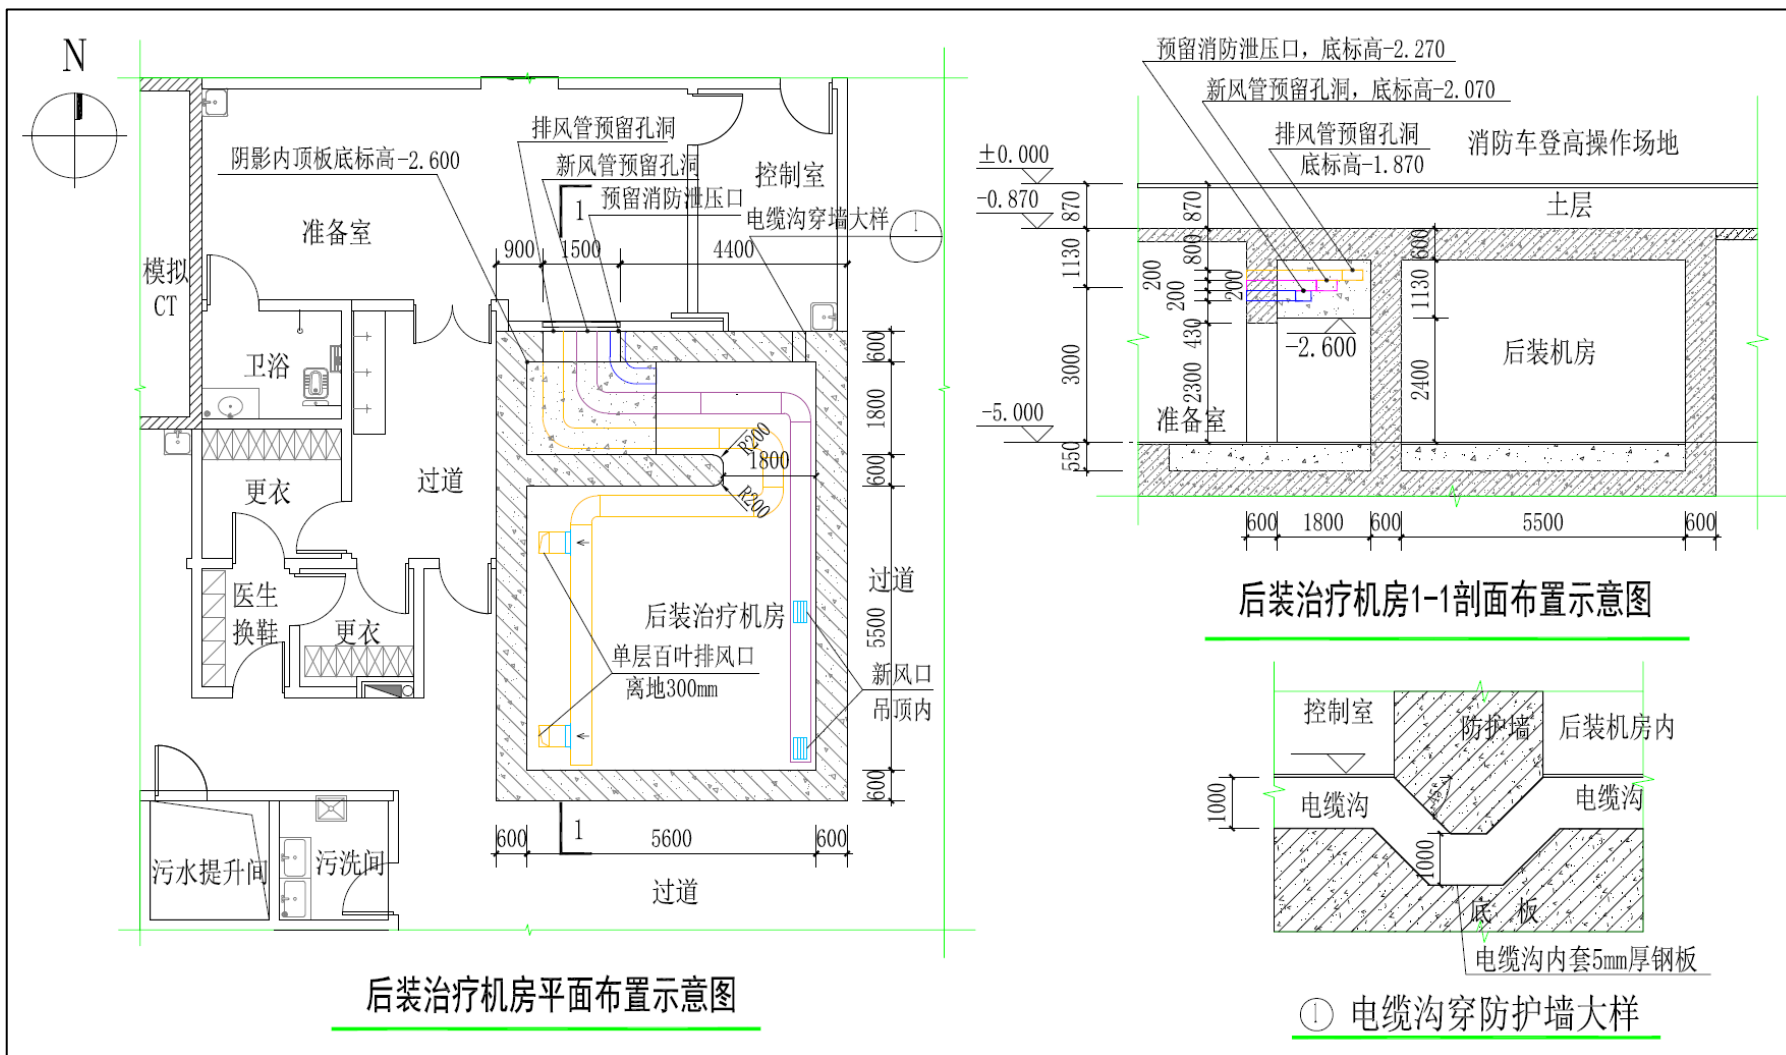 N
阴影内顶板底标高-2.600
排风管预留孔洞
新风管预留孔洞
预留消防泄压口
电缆沟穿墙大样
1
控制室
准备室
模拟
CT
1
900
1500
4400
卫浴
600
1800
600
5500
600
R200
1800
R200
更衣
过道
医生
换鞋
更衣
后装治疗机房
过道
单层百叶排风口
离地300mm
新风口
吊顶内
污水提升间
污洗间
1
600
5600
600
过道
后装治疗机房平面布置示意图
预留消防泄压口，底标高-2.270
新风管预留孔洞，底标高-2.070
排风管预留孔洞
底标高-1.870
消防车登高操作场地
±0.000
-0.870
870
870
土层
1130
800
600
200
200
200
1130
430
-2.600
后装机房
3000
2300
2400
-5.000
准备室
550
600
1800
600
5500
600
后装治疗机房1-1剖面布置示意图
控制室
防护墙
后装机房内
1000
电缆沟
45°
电缆沟
1000
底 板
电缆沟内套5mm厚钢板
1 电缆沟穿防护墙大样